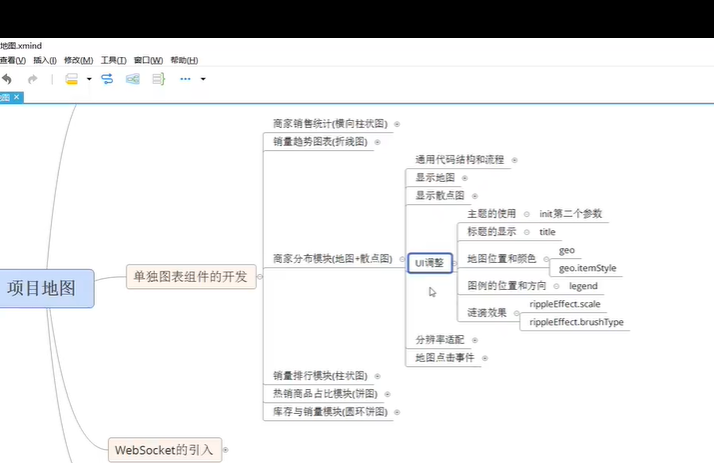 地图.xmind
查看(V) 插入(I) 修改(M) 工具(T) 窗口(W) 帮助(H)
地图
项目地图
单独图表组件的开发
商家销售统计(横向柱状图)
销量趋势图表(折线图)
商家分布模块(地图+散点图)
通用代码结构和流程
显示地图
显示散点图
UI调整
主题的使用
init第二个参数
标题的显示
title
地图位置和颜色
geo
geo.itemStyle
图例的位置和方向
legend
涟漪效果
rippleEffect.scale
rippleEffect.brushType
分辨率适配
地图点击事件
销量排行模块(柱状图)
热销商品占比模块(饼图)
库存与销量模块(圆环饼图)
WebSocket的引入